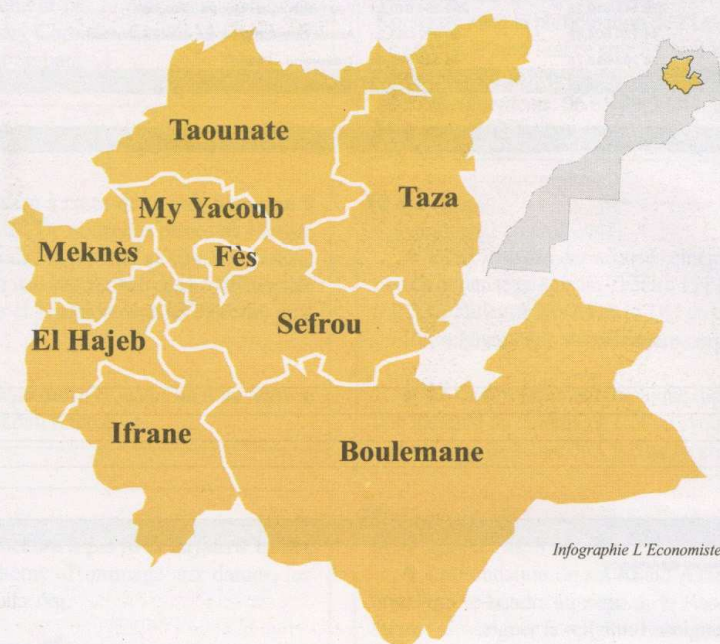 Taounate
Taza
My Yacoub
Meknès
Fès
El Hajeb
Sefrou
Ifrane
Boulemane
Infographie L'Economiste